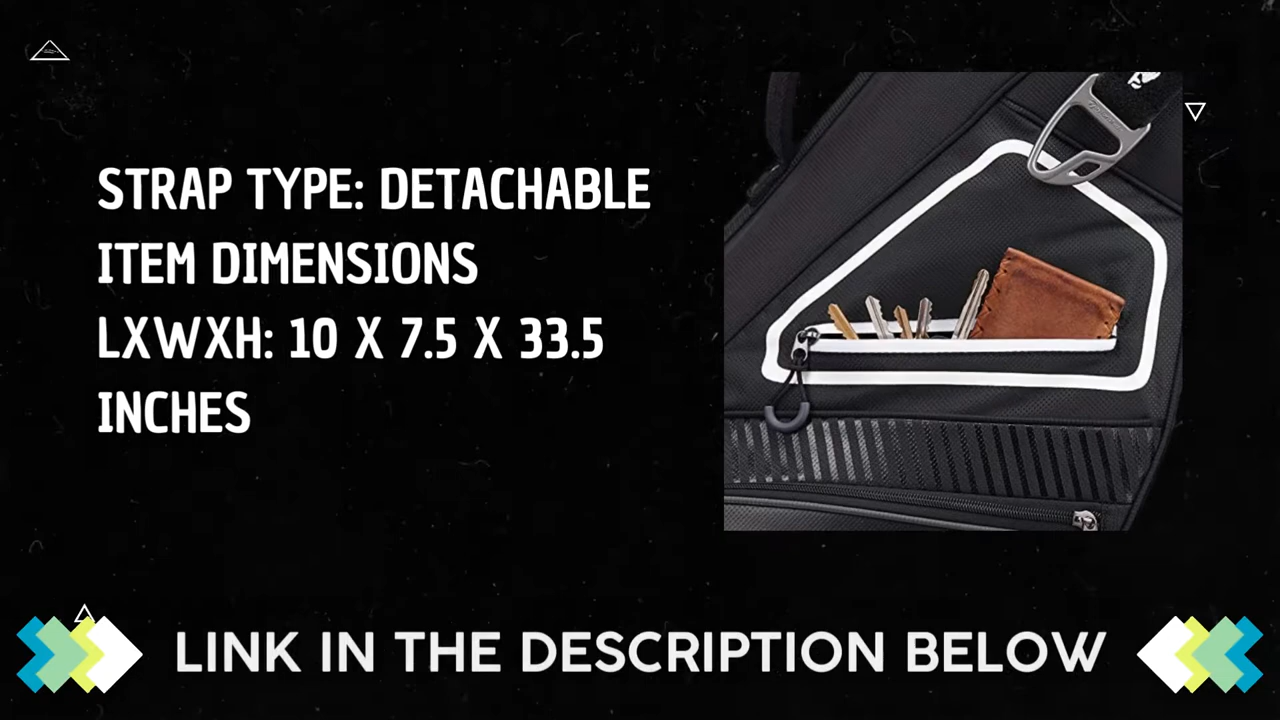 STRAP TYPE: DETACHABLE
ITEM DIMENSIONS
LXWXH: 10 X 7.5 X 33.5
INCHES
LINK IN THE DESCRIPTION BELOW